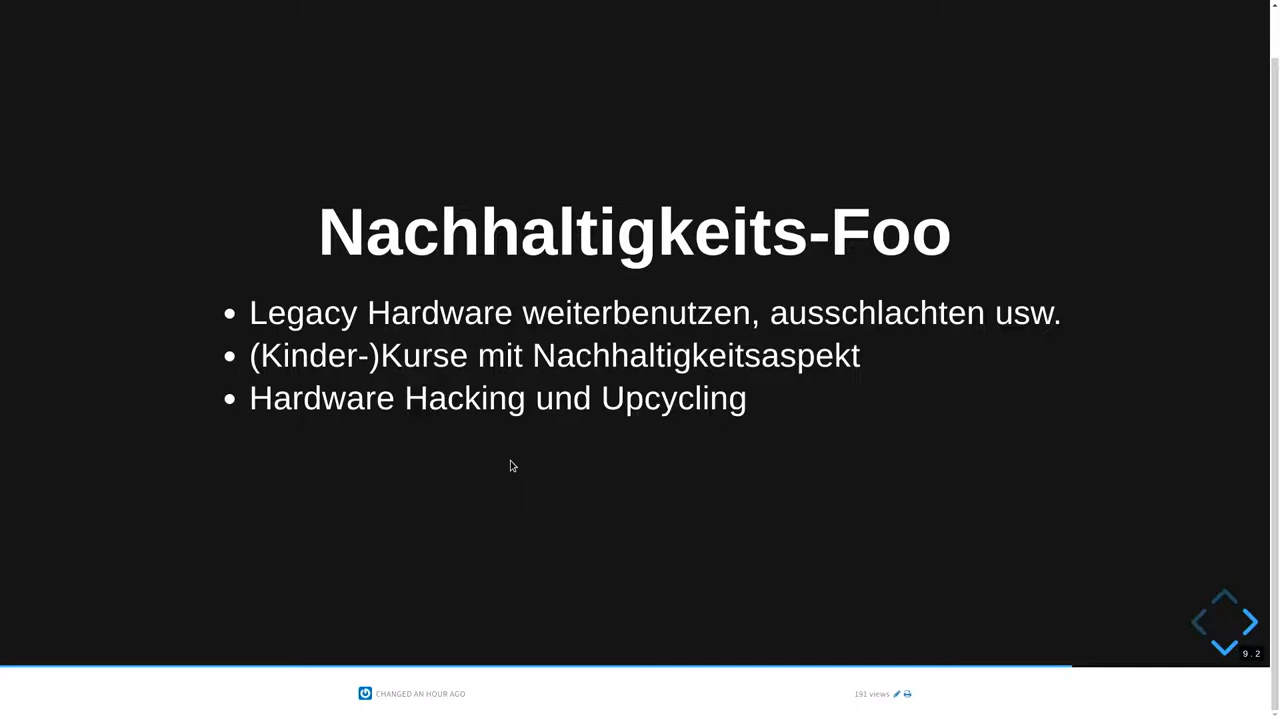 Nachhaltigkeits-Foo
• Legacy Hardware weiterbenutzen, ausschlachten usw.
• (Kinder-)Kurse mit Nachhaltigkeitsaspekt
• Hardware Hacking und Upcycling
9.2
CHANGED AN HOUR AGO
191 views